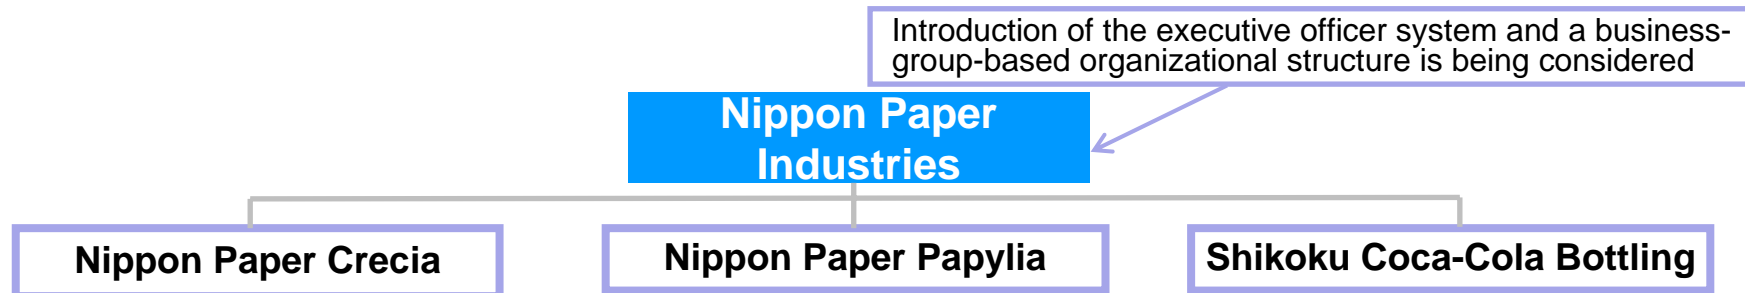 Introduction of the executive officer system and a business-
group-based organizational structure is being considered
Nippon Paper
Industries
Nippon Paper Crecia
Nippon Paper Papylia
Shikoku Coca-Cola Bottling